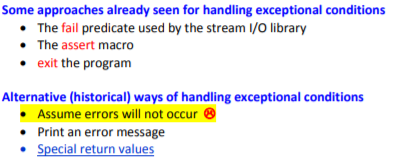 Some approaches already seen for handling exceptional conditions
• The fail predicate used by the stream I/O library
• The assert macro
• exit the program
Alternative (historical) ways of handling exceptional conditions
• Assume errors will not occur ☹
• Print an error message
• Special return values